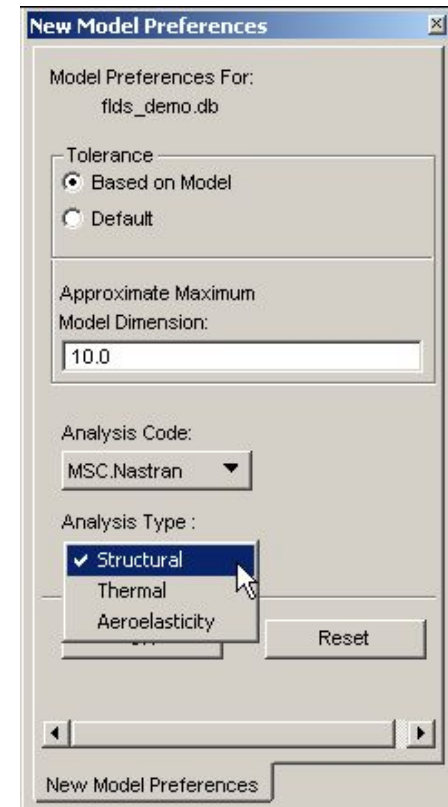 New Model Preferences
Model Preferences For:
flds_demo.db
Tolerance
Based on Model
Default
Approximate Maximum
Model Dimension:
10.0
Analysis Code:
MSC.Nastran
Analysis Type :
Structural
Thermal
Aeroelasticity
Reset
New Model Preferences